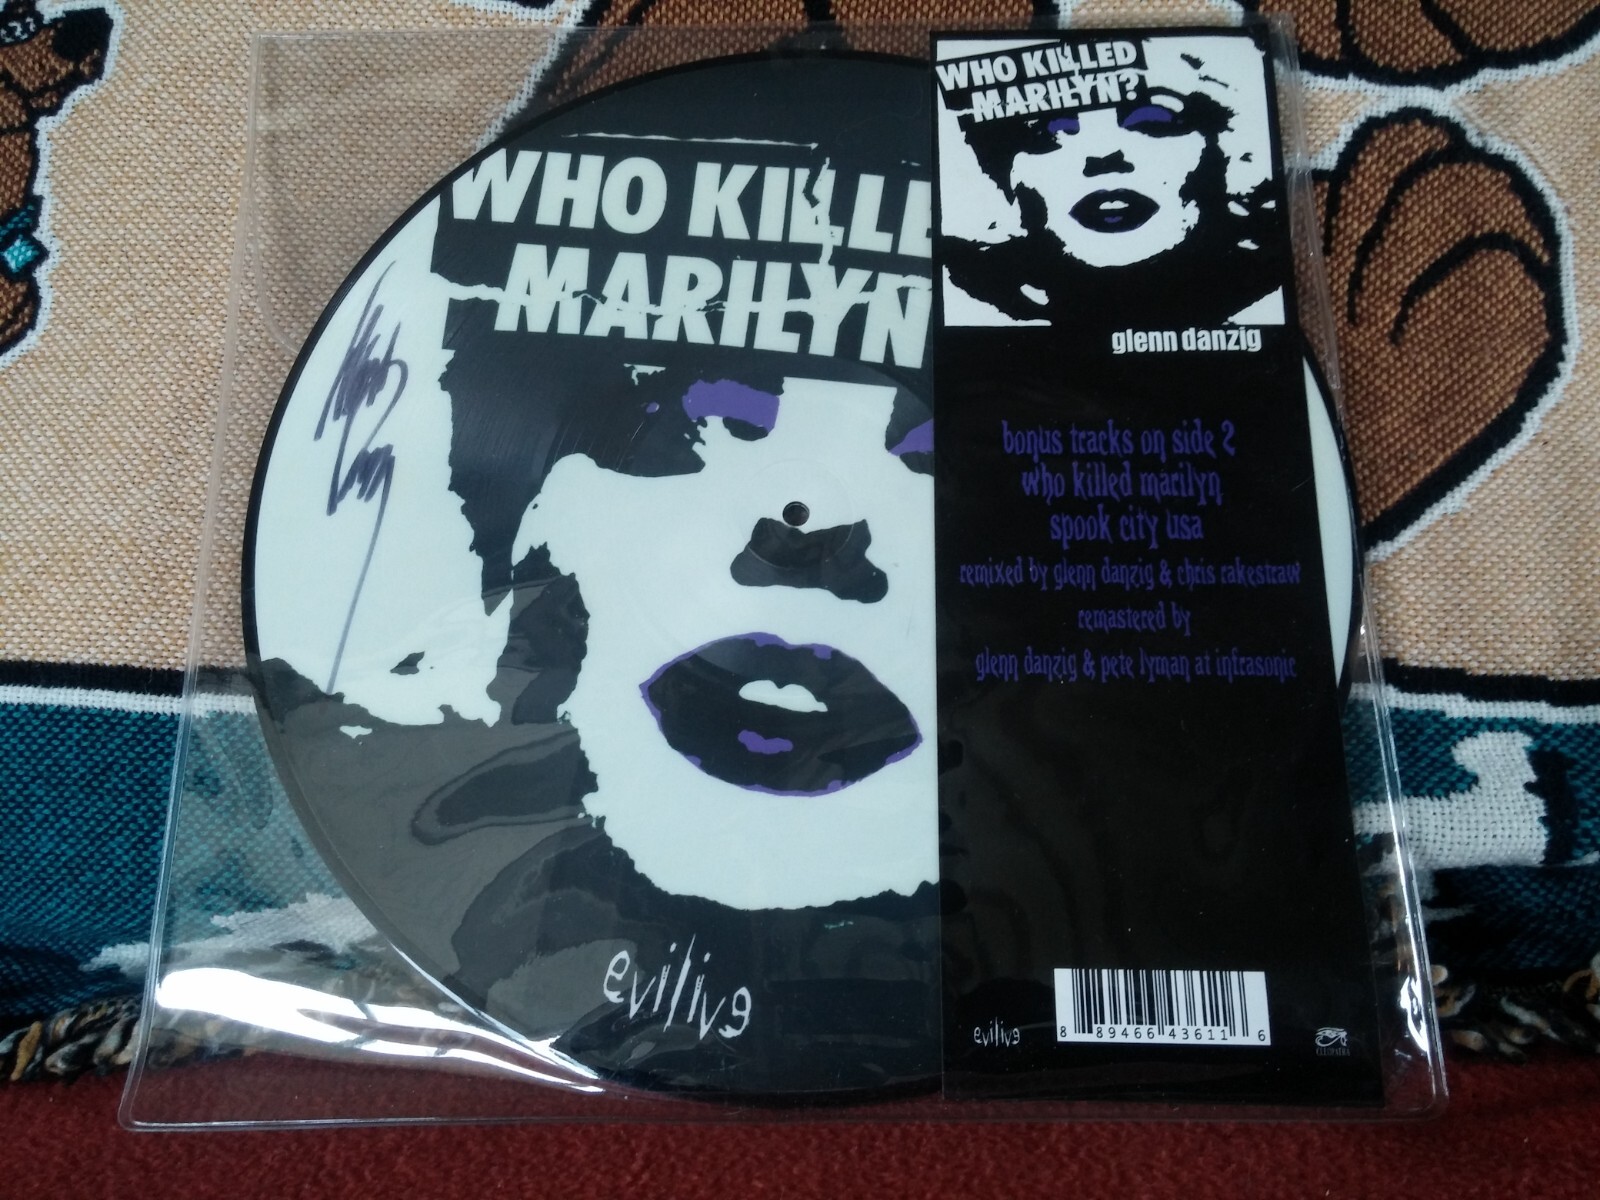 WHO KILLE
MARILYN
evilive
WHO KILLED
MARILYN?
glenn danzig
bonus tracks on side 2
who killed marilyn
spook city usa
remixed by glenn danzig & chris rakestraw
remastered by
glenn danzig & pete lyman at infrasonic
evilive
8 89466 43611 6
CLEOPATRA